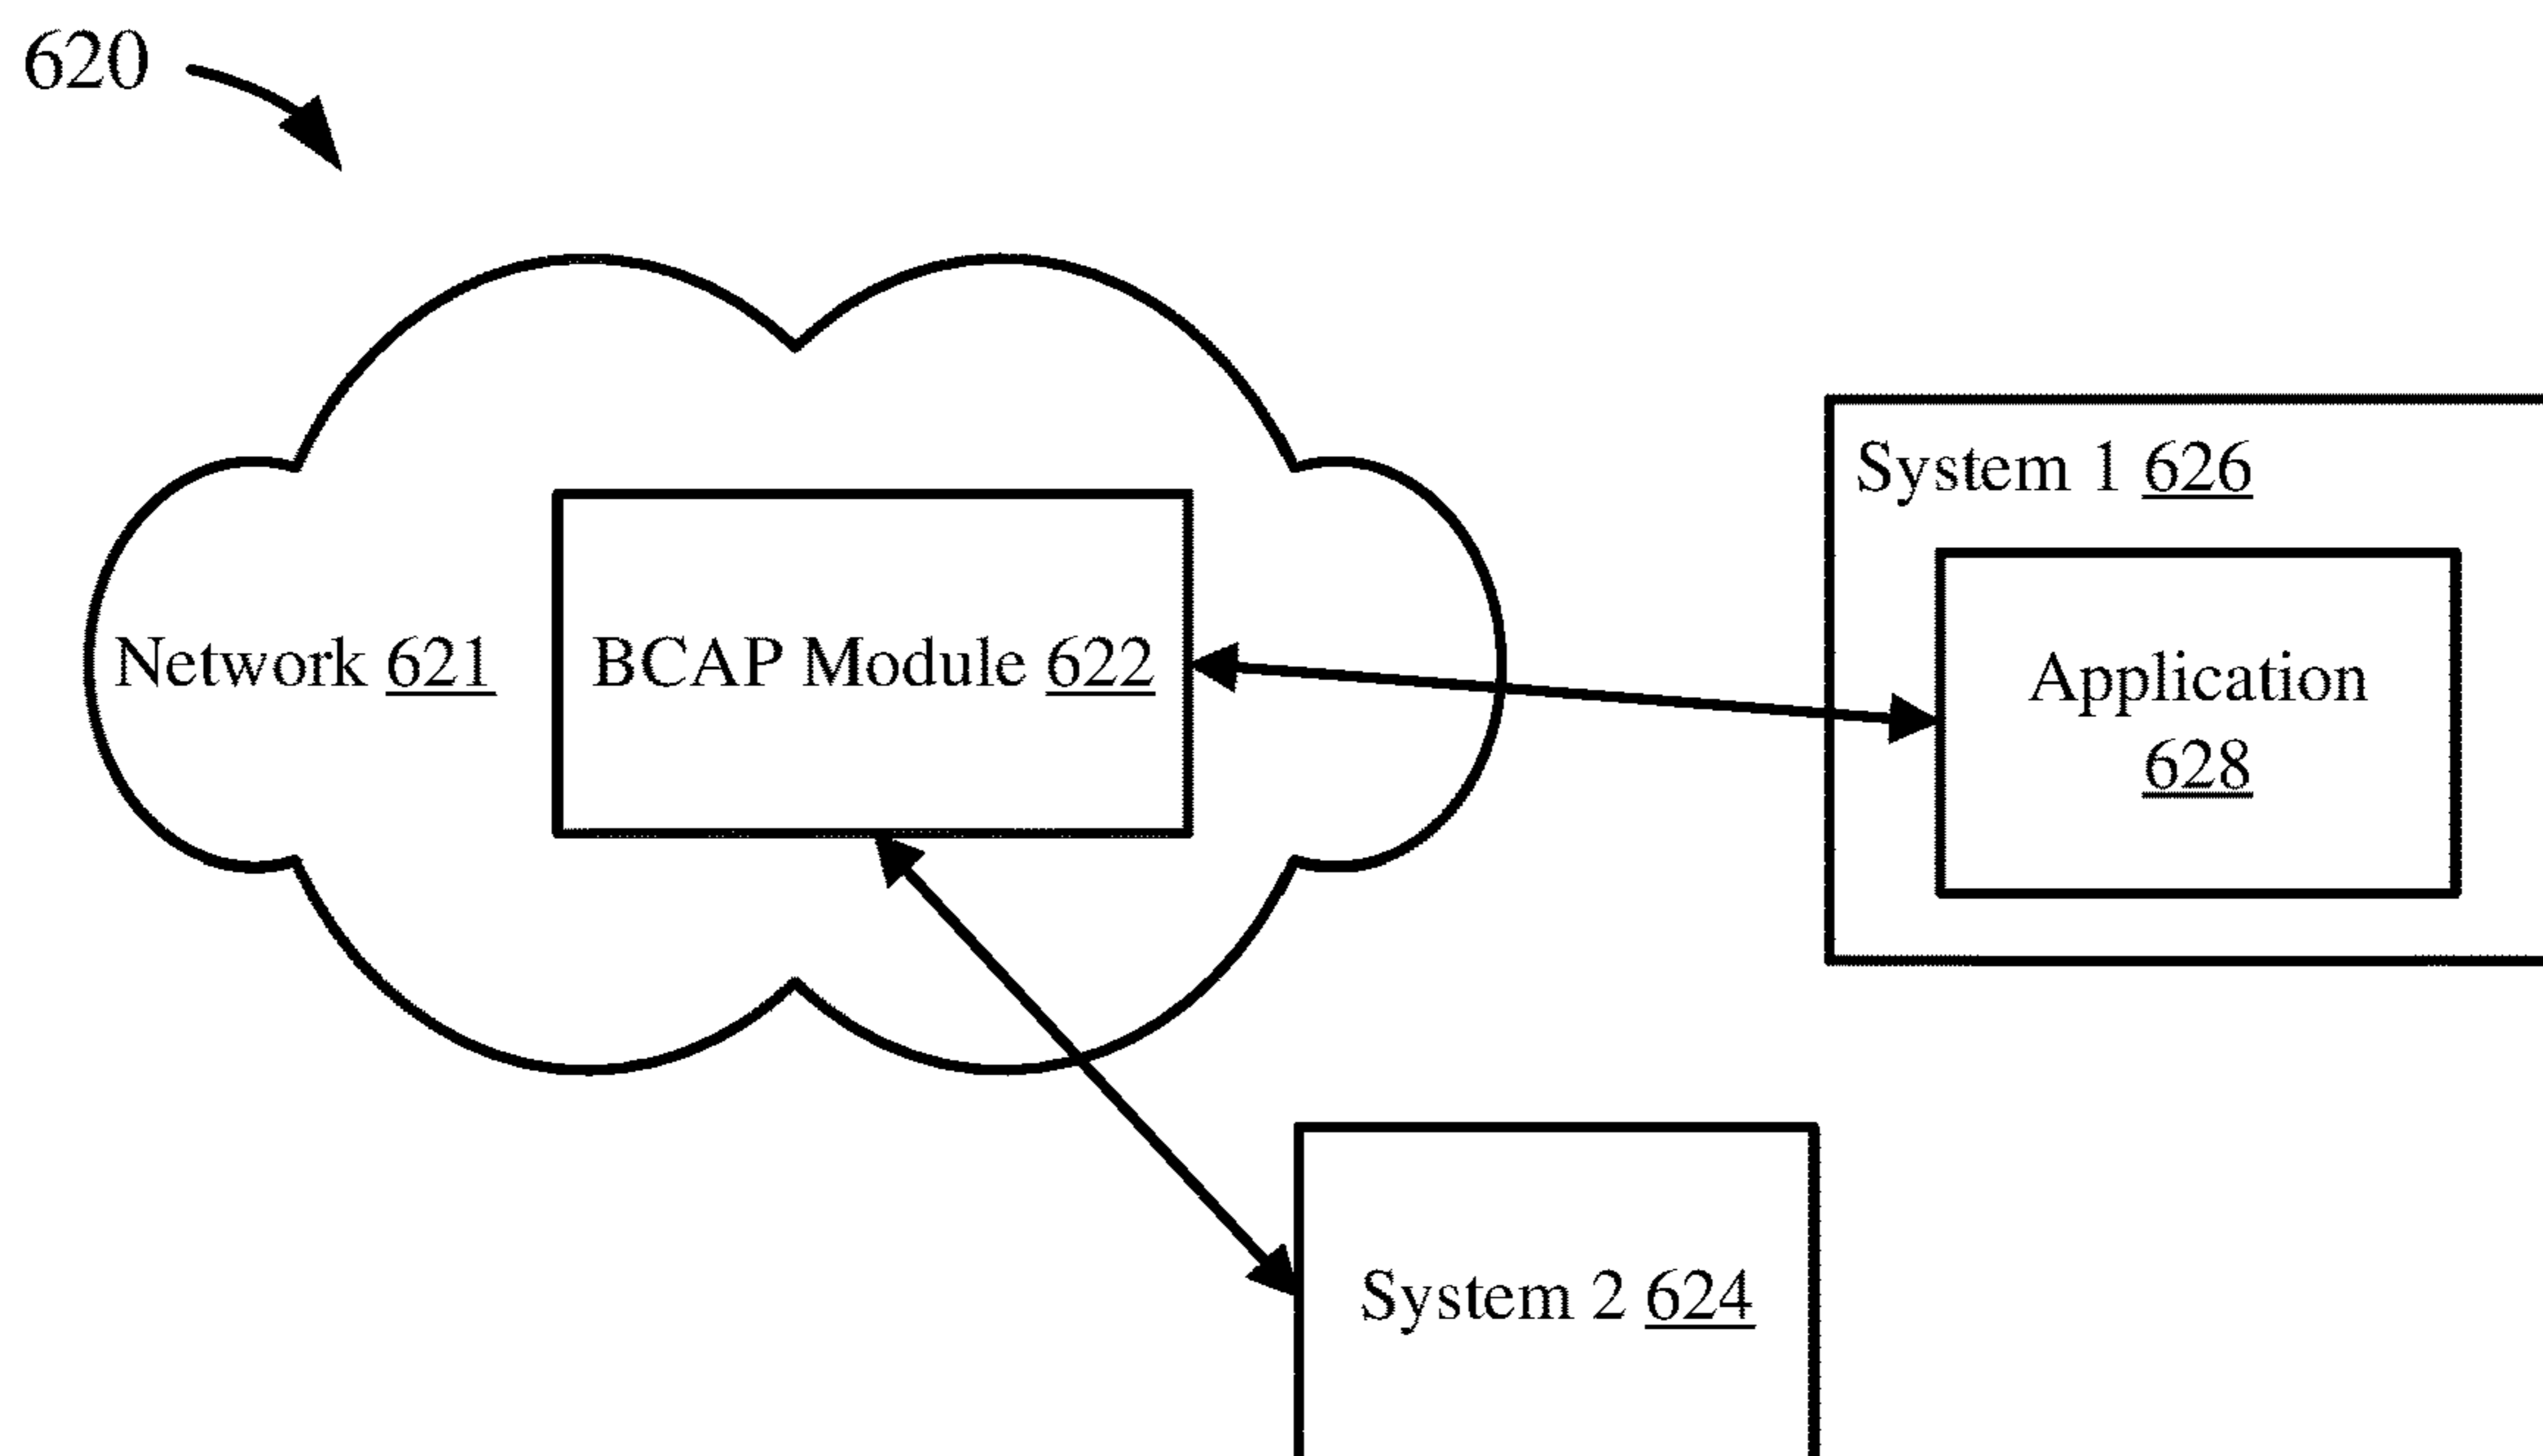 620
System 1 626
Network 621
BCAP Module 622
Application
628
System 2 624